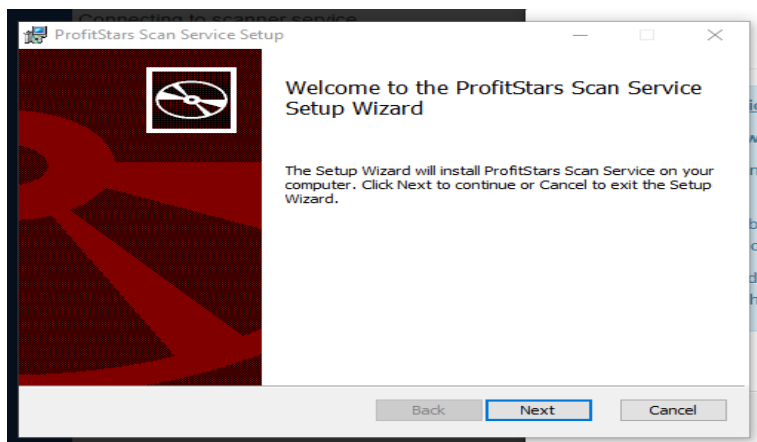 Connecting to scanner service
ProfitStars Scan Service Setup
Welcome to the ProfitStars Scan Service
Setup Wizard
The Setup Wizard will install ProfitStars Scan Service on your
computer. Click Next to continue or Cancel to exit the Setup
Wizard.
Back Next Cancel